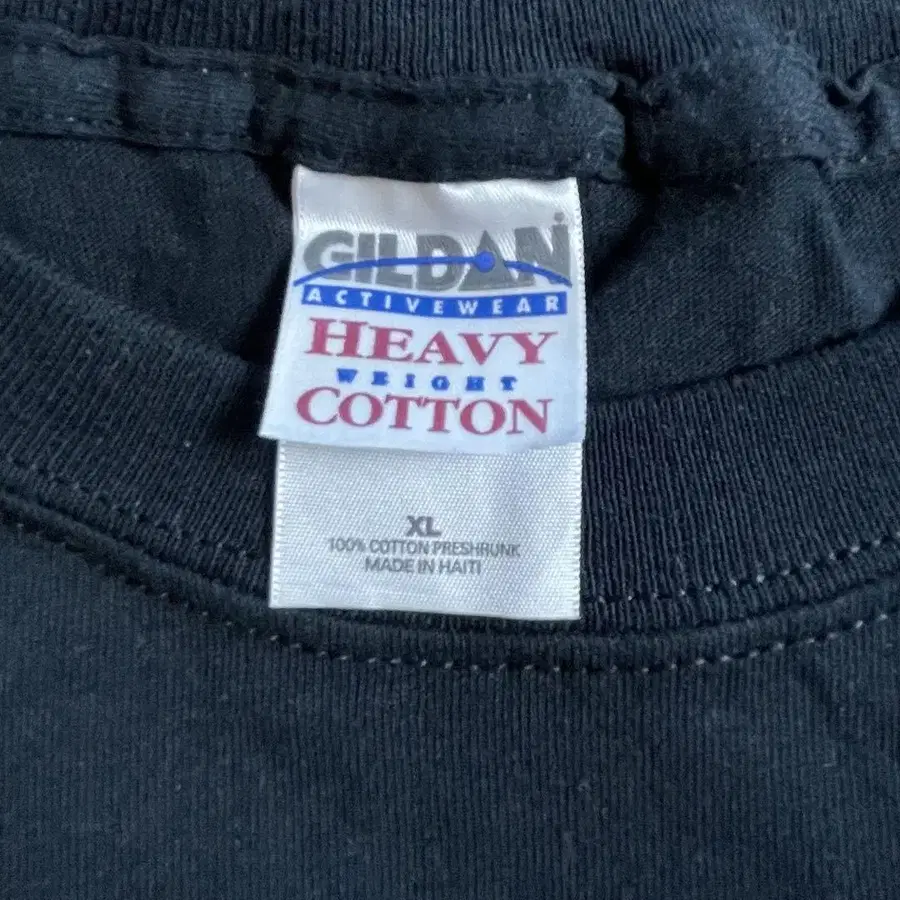 GILDAN
ACTIVEWEAR
HEAVY
WEIGHT
COTTON
XL
100% COTTON PRESHRUNK
MADE IN HAITI